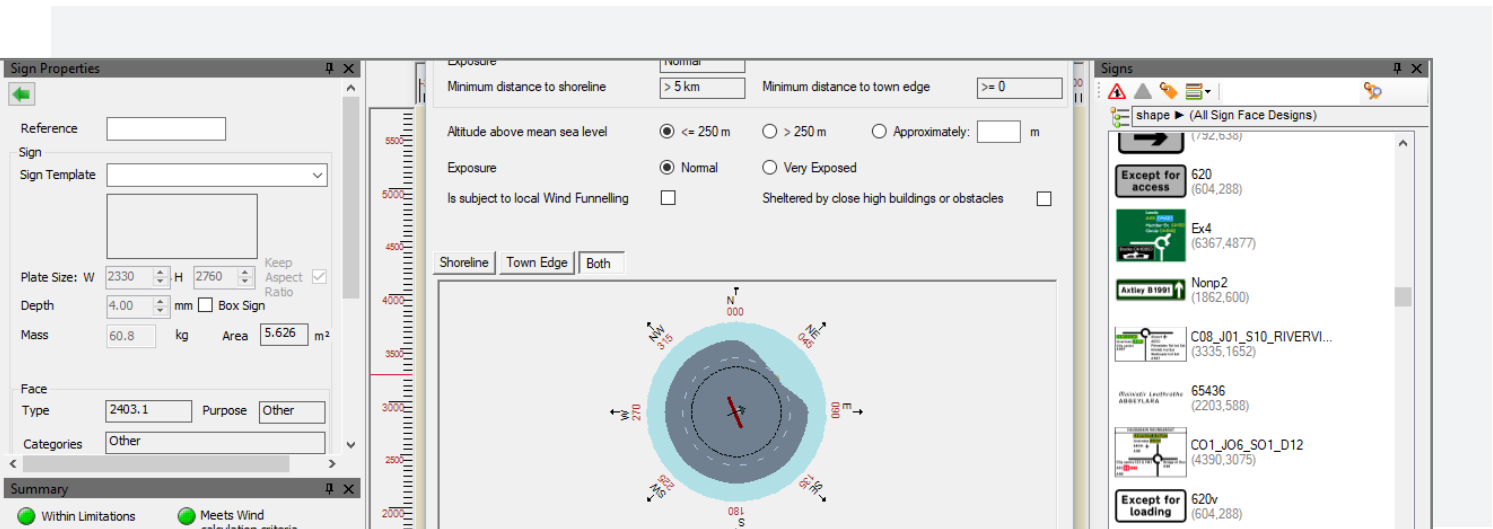 Sign Properties
Reference
Sign
Sign Template
Plate Size: W 2330 H 2760 Keep Aspect Ratio
Depth 4.00 mm Box Sign
Mass 60.8 kg Area 5.626 m²
Face
Type 2403.1 Purpose Other
Categories Other
Summary
Within Limitations Meets Wind
calculation criteria
5500
5000
4500
4000
3500
3000
2500
2000
Exposure Normal
Minimum distance to shoreline > 5 km Minimum distance to town edge >= 0
Altitude above mean sea level <= 250 m > 250 m Approximately: m
Exposure Normal Very Exposed
Is subject to local Wind Funnelling Sheltered by close high buildings or obstacles
Shoreline Town Edge Both
N
000
NE
045
E
090
SE
135
S
180
SW
225
W
270
NW
315
Signs
shape ► (All Sign Face Designs)
(792,638)
Except for
access
620
(604,288)
Ex4
(6367,4877)
Axtley B 1991
Nonp2
(1862,600)
C08_J01_S10_RIVERVI...
(3335,1652)
ABBEYLARA
65436
(2203,588)
CO1_JO6_SO1_D12
(4390,3075)
Except for
loading
620v
(604,288)